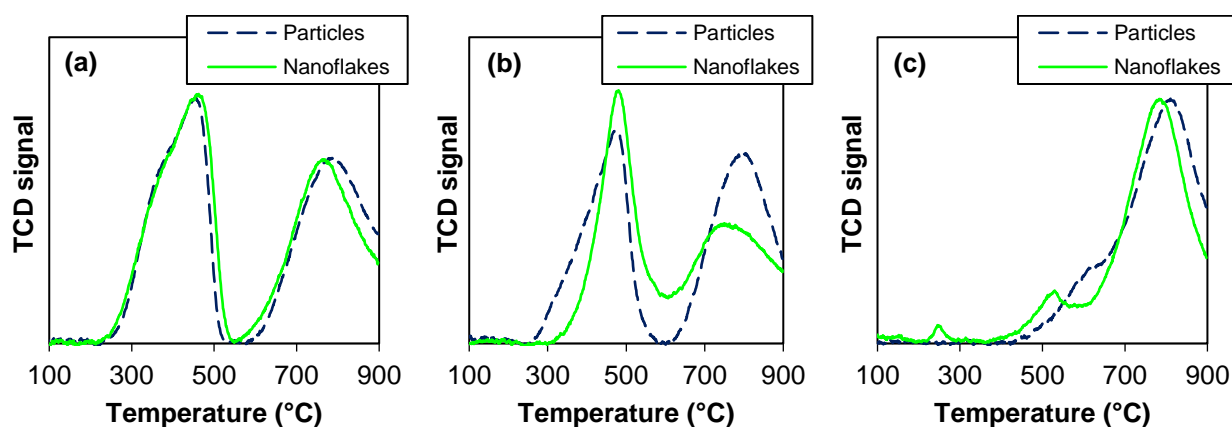 (a)
Particles
Nanoflakes
TCD signal
100 300 500 700 900
Temperature (°C)
(b)
Particles
Nanoflakes
TCD signal
100 300 500 700 900
Temperature (°C)
(c)
Particles
Nanoflakes
TCD signal
100 300 500 700 900
Temperature (°C)